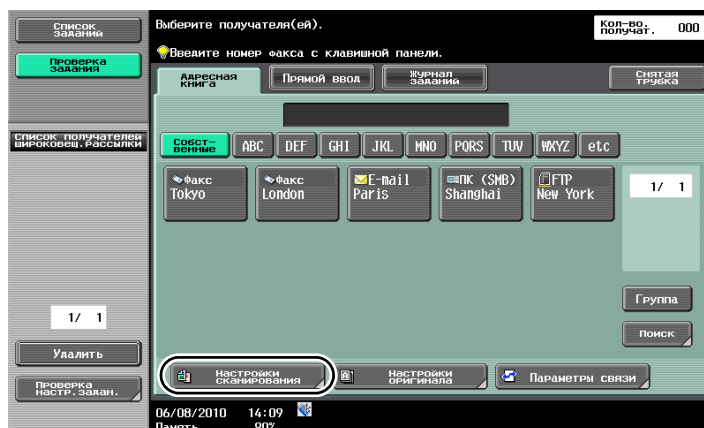 Список
заданий
Проверка
задания
Список получателей
широковещ.рассылки
1/ 1
Удалить
Проверка
настр.задан.
Выберите получателя(ей).
Кол-во.
получат. 000
Введите номер факса с клавишной панели.
Адресная
книга
Прямой ввод
Журнал
заданий
Снятая
трубка
Собст-
венные
ABC
DEF
GHI
JKL
MNO
PQRS
TUV
WXYZ
etc
Факс
Tokyo
Факс
London
E-mail
Paris
ПК (SMB)
Shanghai
FTP
New York
1/ 1
Группа
Поиск
Настройки
сканирования
Настройки
оригинала
Параметры связи
06/08/2010 14:09
Память 90%